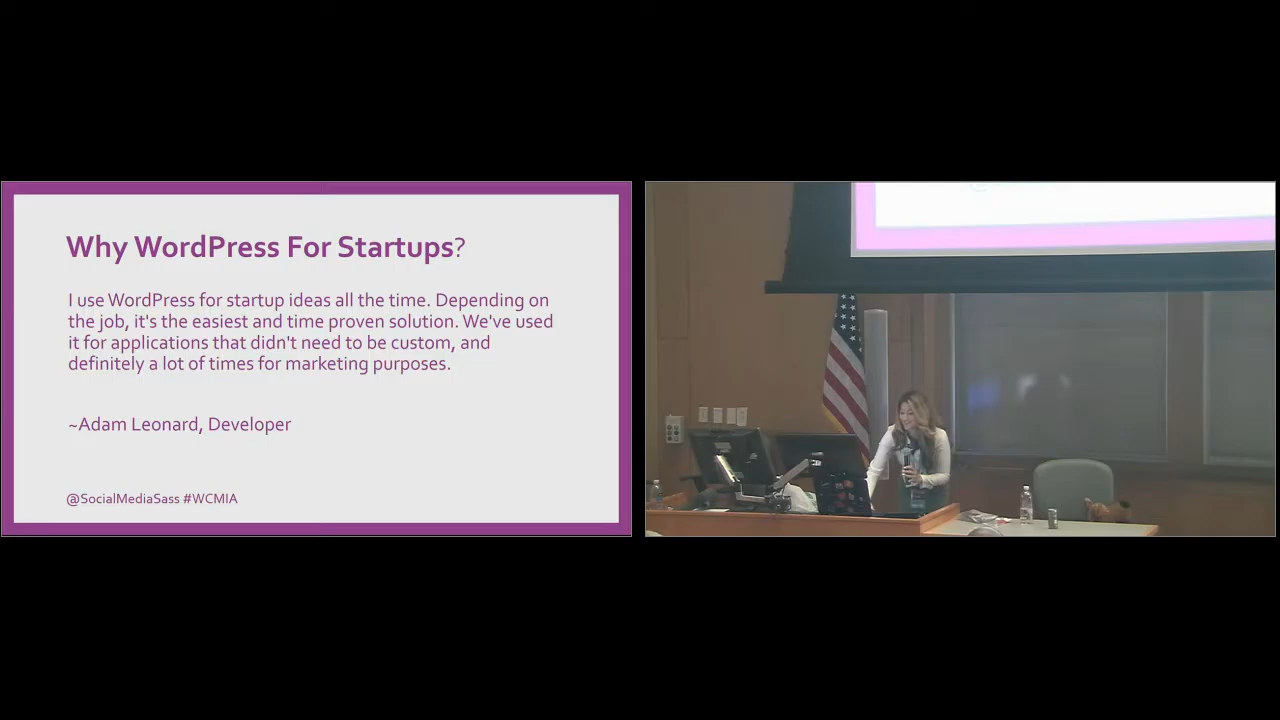 Why WordPress For Startups?
I use WordPress for startup ideas all the time. Depending on
the job, it's the easiest and time proven solution. We've used
it for applications that didn't need to be custom, and
definitely a lot of times for marketing purposes.
~Adam Leonard, Developer
@SocialMediaSass #WCMIA